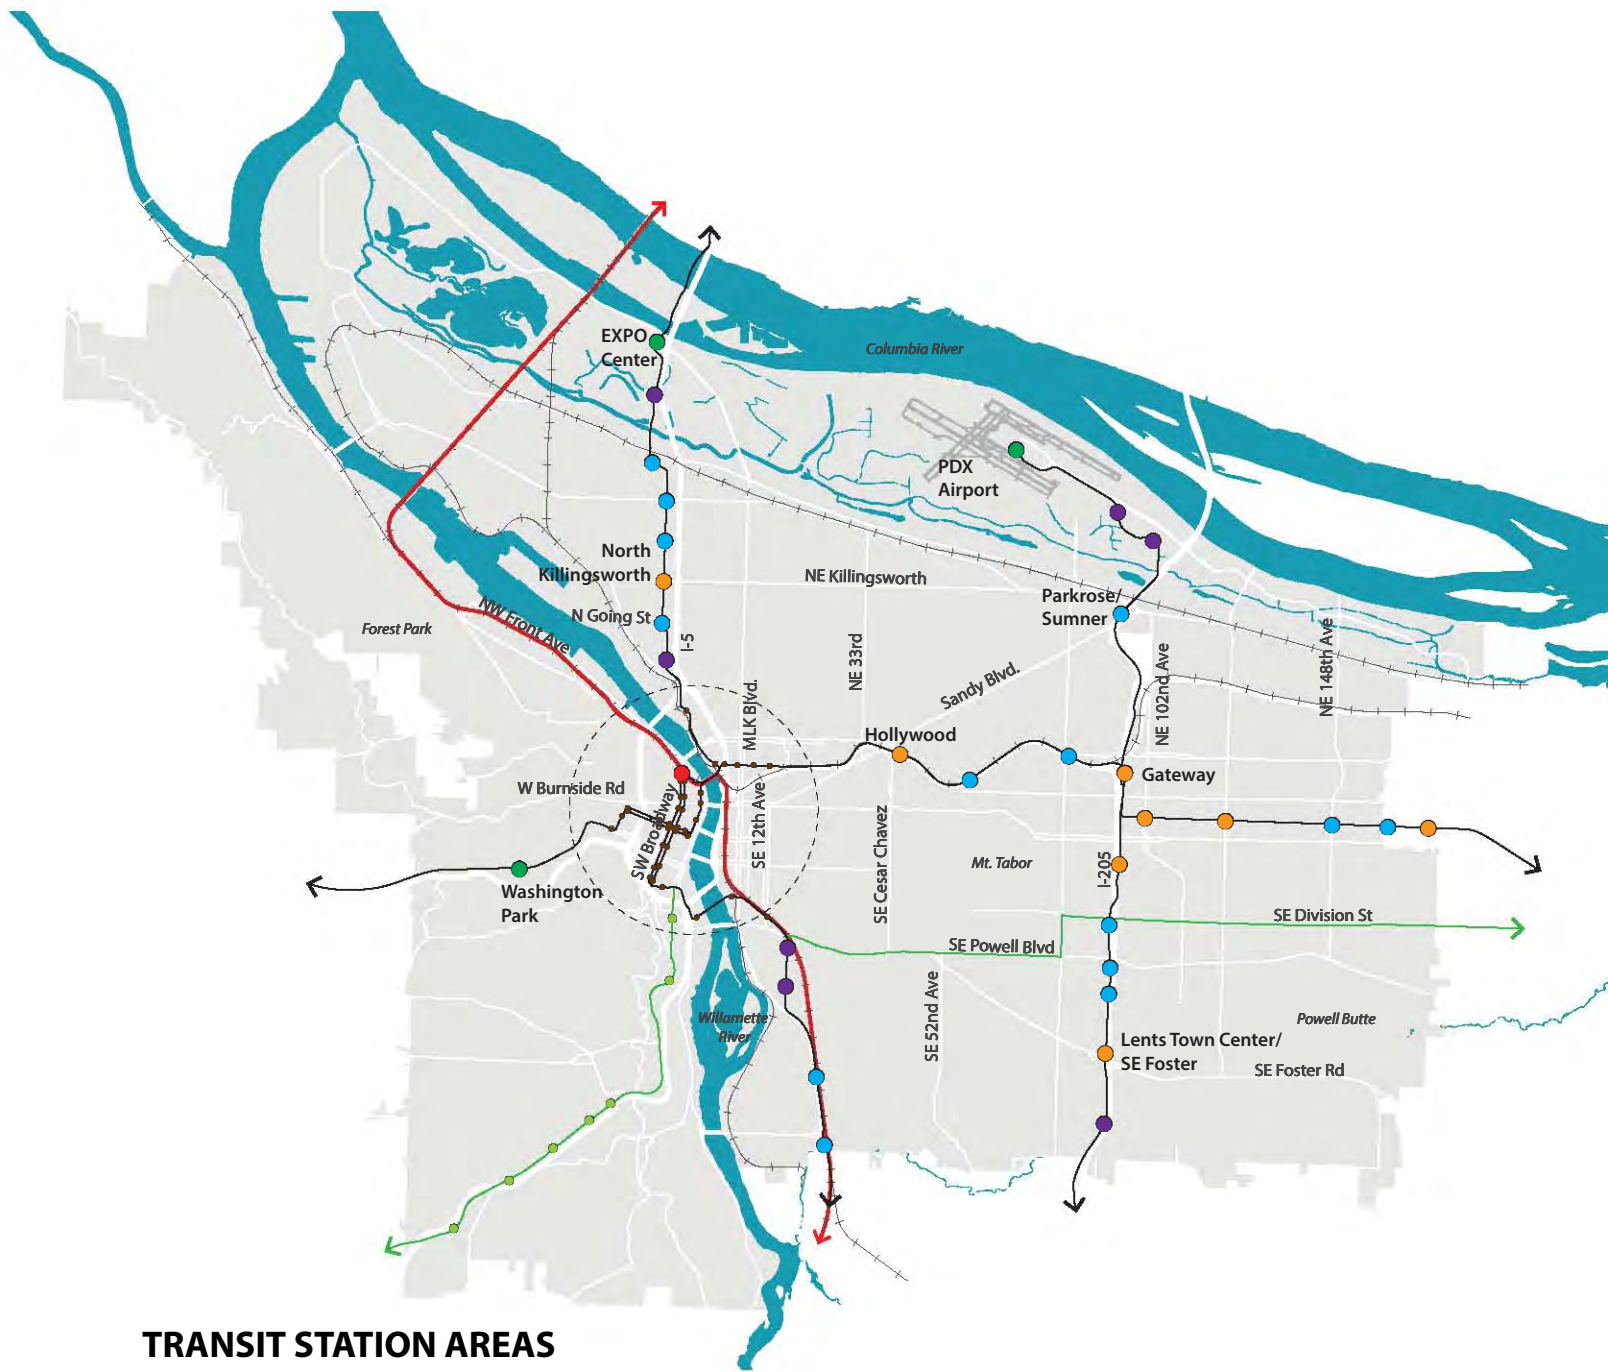 EXPO
Center
Columbia River
PDX
Airport
North
Killingsworth
NE Killingsworth
Parkrose/
Sumner
N Going St
NW Front Ave
Forest Park
I-5
NE 33rd
Sandy Blvd.
NE 102nd Ave
NE 148th Ave
MLK Blvd.
Hollywood
Gateway
W Burnside Rd
SW Broadway
SE 12th Ave
SE Cesar Chavez
Mt. Tabor
I-205
Washington
Park
SE Division St
SE Powell Blvd
SE 52nd Ave
Willamette
River
Powell Butte
Lents Town Center/
SE Foster
SE Foster Rd
TRANSIT STATION AREAS